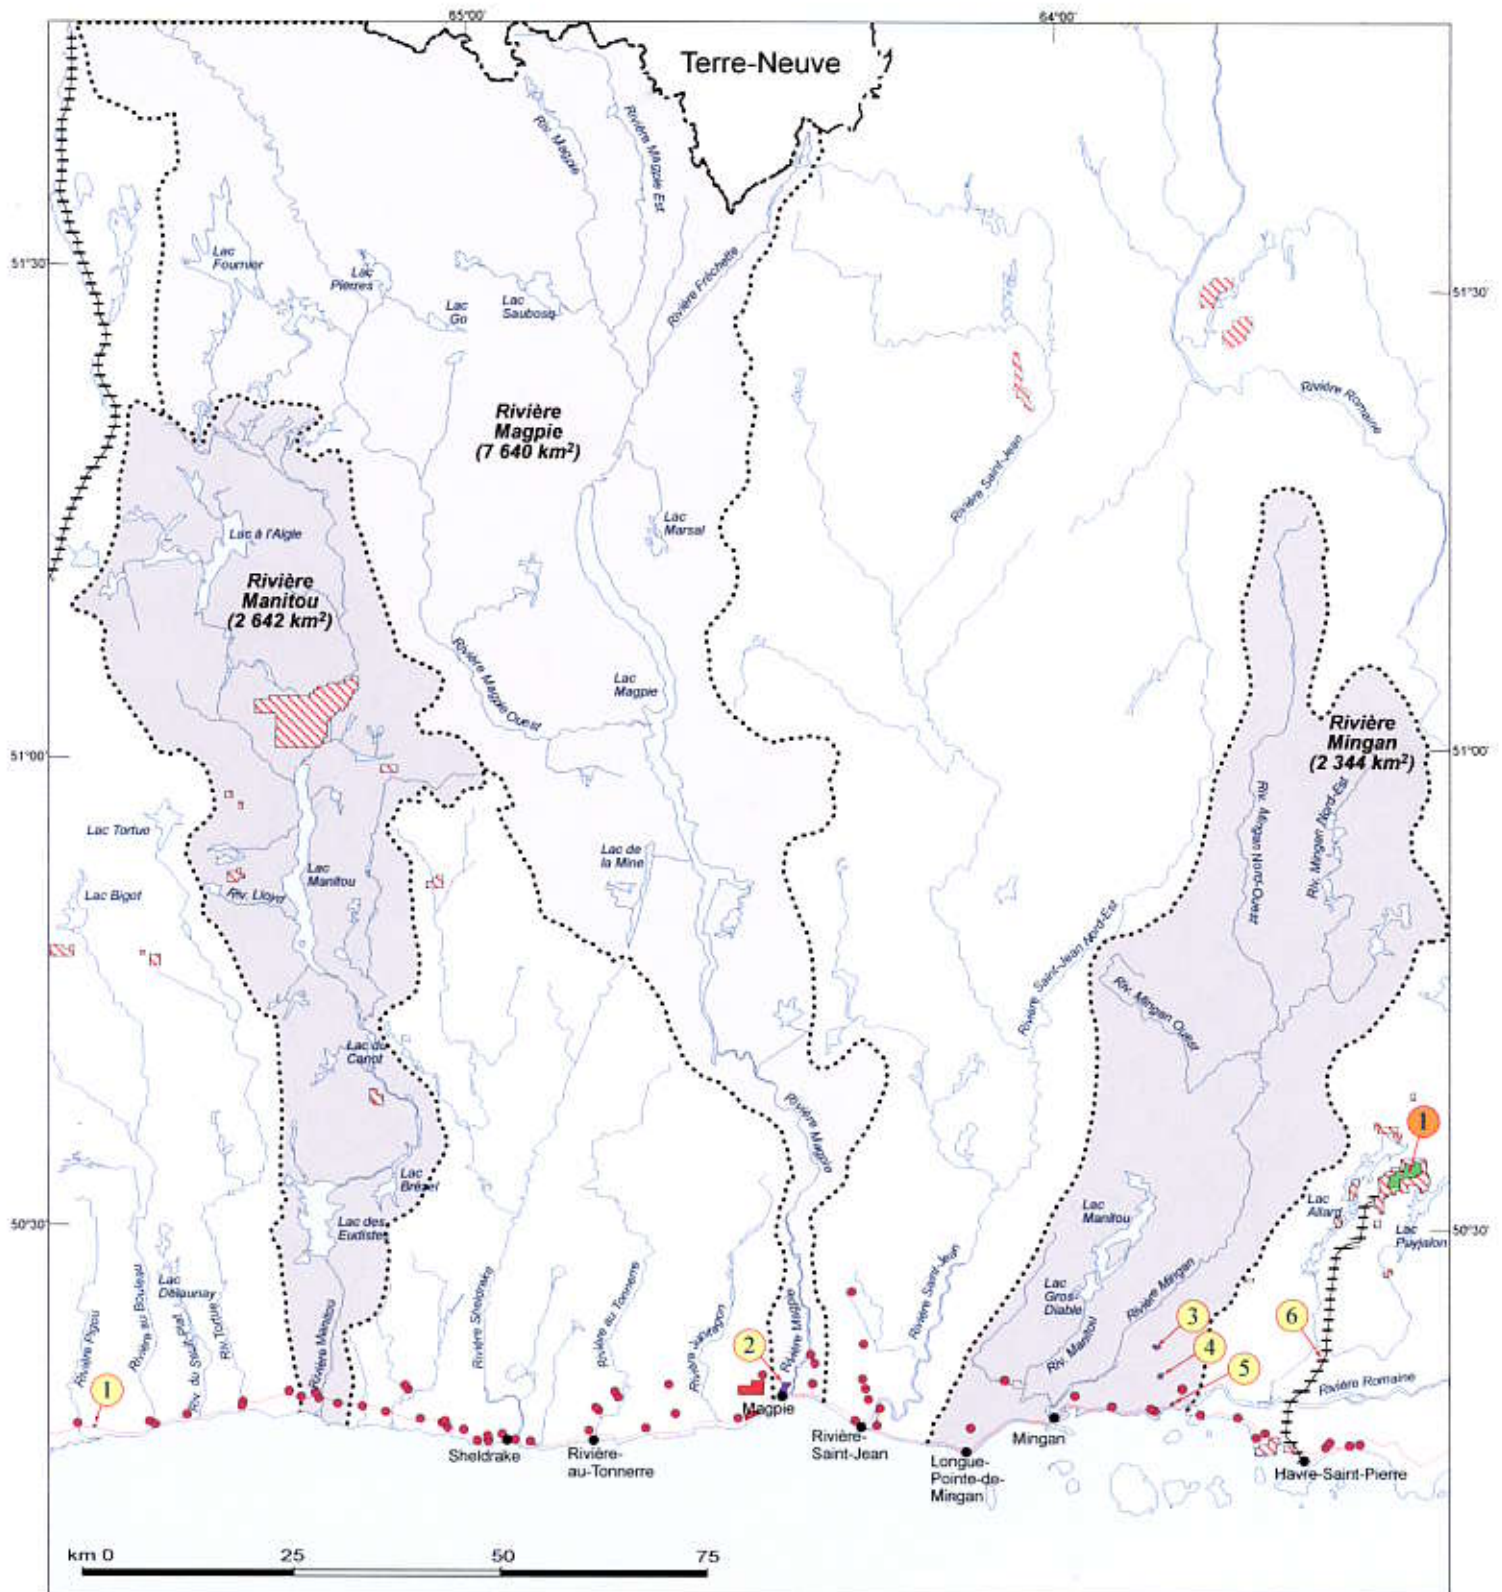 65°00'
64°00'
Terre-Neuve
Riv. Magpie
Rivière MAgpie Est
51°30'
51°30'
Lac
Fournier
Lac
Pierres
Lac
Go
Lac
Saubosq
Rivière Fréchette
Rivière
Magpie
(7 640 km²)
Rivière Romaine
Rivière Saint-Jean
Lac
Marsal
Lac à l'Aigle
Rivière
Manitou
(2 642 km²)
Rivière Magpie Ouest
Lac
Magpie
Rivière
Mingan
(2 344 km²)
51°00'
51°00'
Riv. Mingan Nord-Ouest
Riv. Mingan Nord-Est
Lac Tortue
Lac de
la Mine
Lac
Manitou
Lac Bigot
Riv. Lloyd
Rivière Saint-Jean Nord-Est
Riv. Mingan Ouest
Lac du
Canot
Rivière Magpie
1
Lac
Brézel
Lac
Allard
Lac
Manitou
Lac des
Eudistes
50°30'
50°30'
Lac
Puyjalon
Lac
Délaunay
Rivière Pigou
Rivière au Bouleau
Riv. du Sault-plat
Riv. Tortue
Rivière Manitou
Rivière Sheldrake
Rivière au Tonnerre
Rivière Jupitagon
Rivière Magpie
Rivière Saint-Jean
Lac
Gros-
Diable
Riv. Manitou
Rivière Mingan
Rivière Romaine
1
2
3
4
5
6
Magpie
Sheldrake
Rivière-
au-Tonnerre
Rivière-
Saint-Jean
Longue-
Pointe-de-
Mingan
Mingan
Havre-Saint-Pierre
km 0
25
50
75